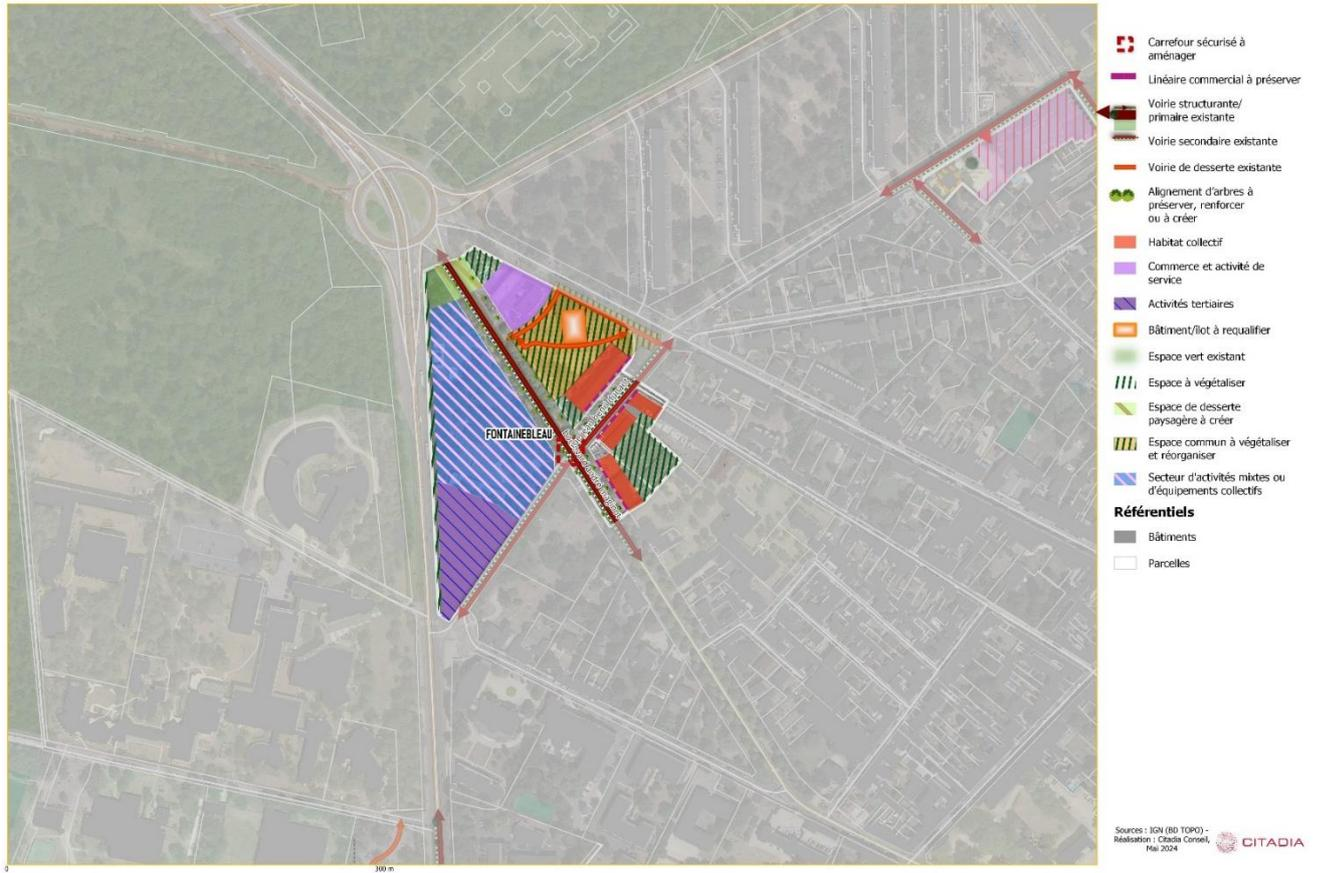 FONTAINEBLEAU
0
300 m
Carrefour sécurisé à
aménager
Linéaire commercial à préserver
Voirie structurante/
primaire existante
Voirie secondaire existante
Voirie de desserte existante
Alignement d'arbres à
préserver, renforcer
ou à créer
Habitat collectif
Commerce et activité de
service
Activités tertiaires
Bâtiment/îlot à requalifier
Espace vert existant
Espace à végétaliser
Espace de desserte
paysagère à créer
Espace commun à végétaliser
et réorganiser
Secteur d'activités mixtes ou
d'équipements collectifs
Référentiels
Bâtiments
Parcelles
Sources : IGN (BD TOPO) -
Réalisation : Citadia Conseil,
Mai 2024
CITADIA